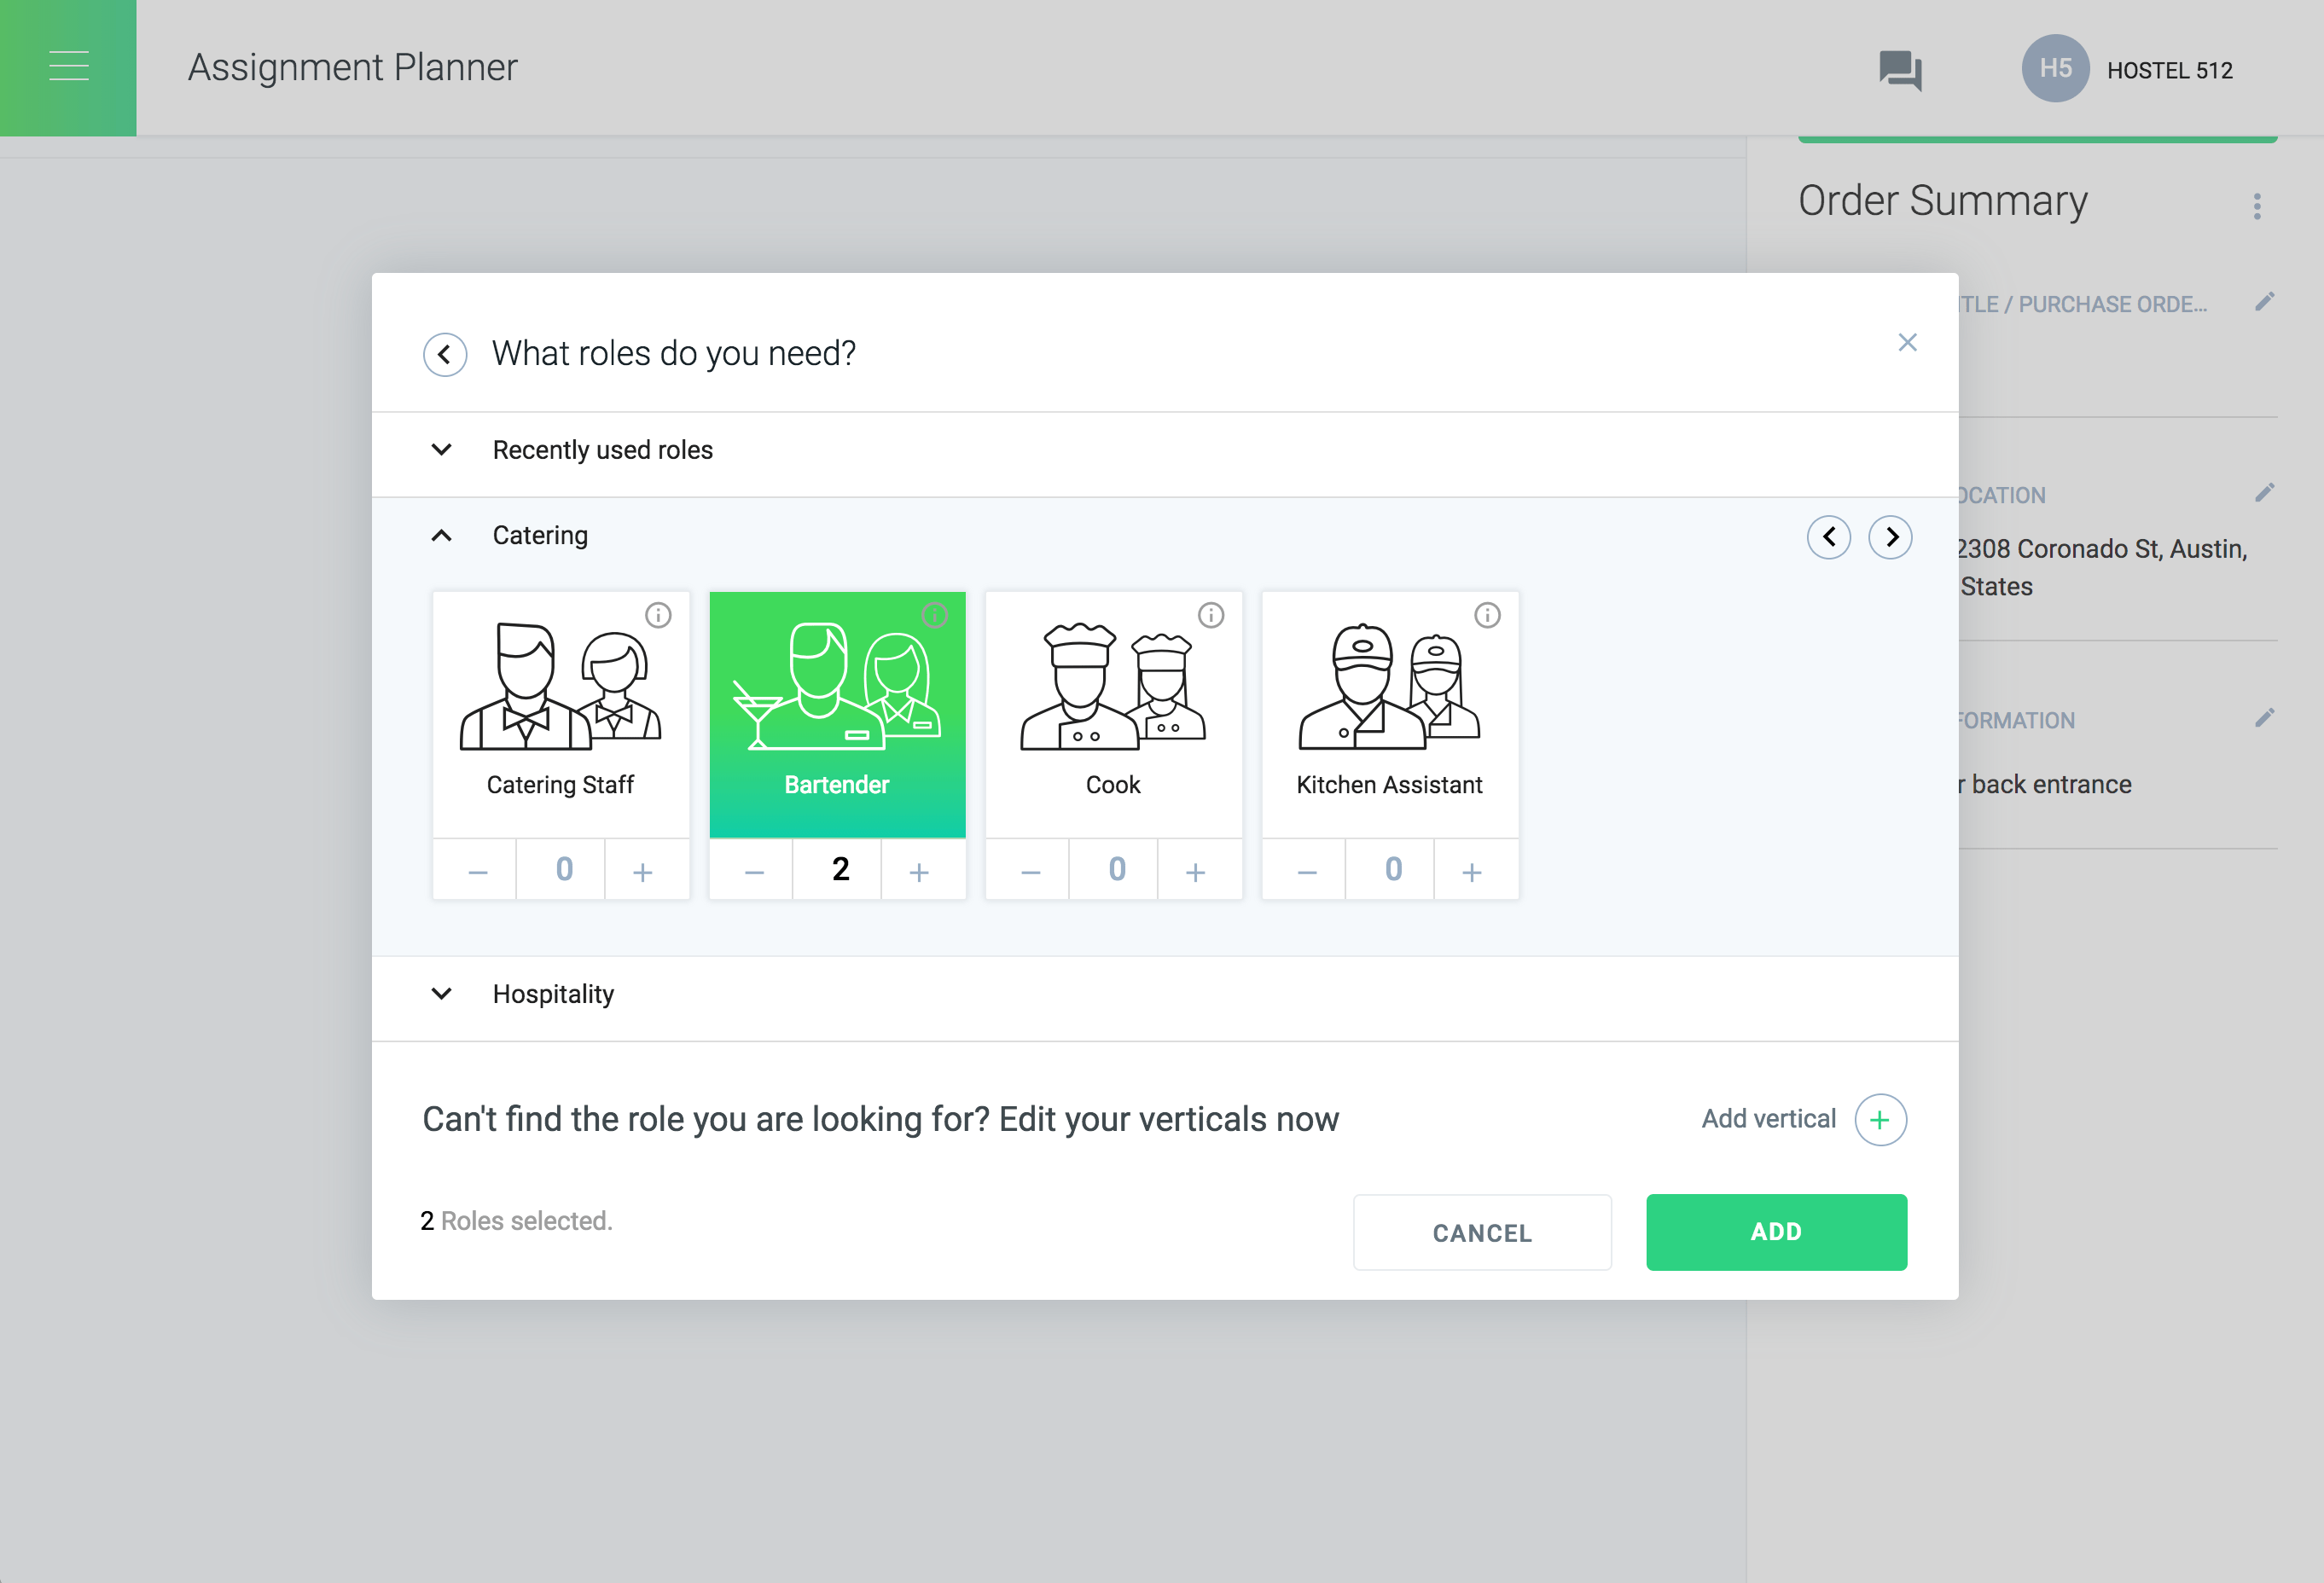 Assignment Planner
H5 HOSTEL 512
Order Summary
What roles do you need?
TLE / PURCHASE ORDE...
Recently used roles
Catering
2308 Coronado St, Austin,
States
Catering Staff
Bartender
Cook
Kitchen Assistant
back entrance
0
2
0
0
Hospitality
Can't find the role you are looking for? Edit your verticals now
Add vertical
2 Roles selected.
CANCEL
ADD